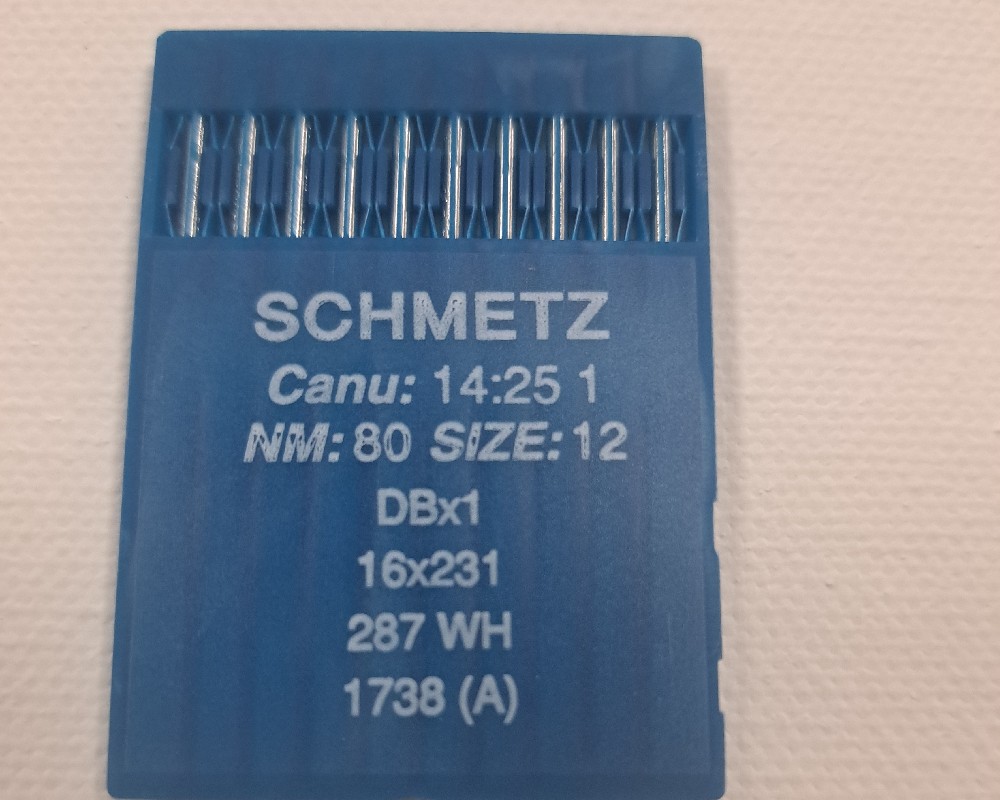 SCHMETZ
Canu: 14:25 1
NM: 80 SIZE: 12
DBx1
16x231
287 WH
1738 (A)